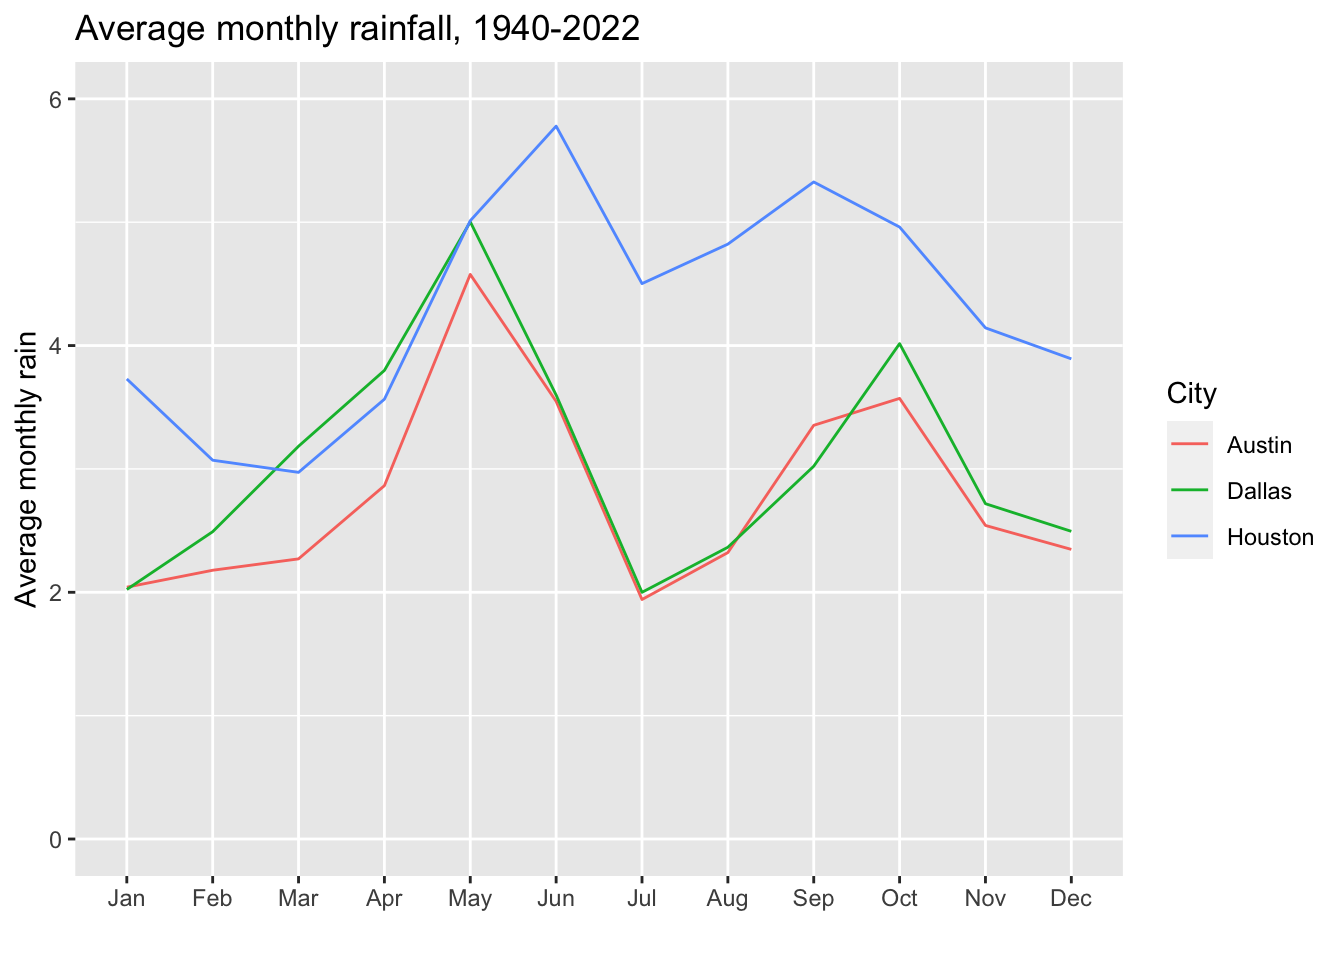 Average monthly rainfall, 1940-2022
Average monthly rain
6
4
2
0
Jan Feb Mar Apr May Jun Jul Aug Sep Oct Nov Dec
City
Austin
Dallas
Houston